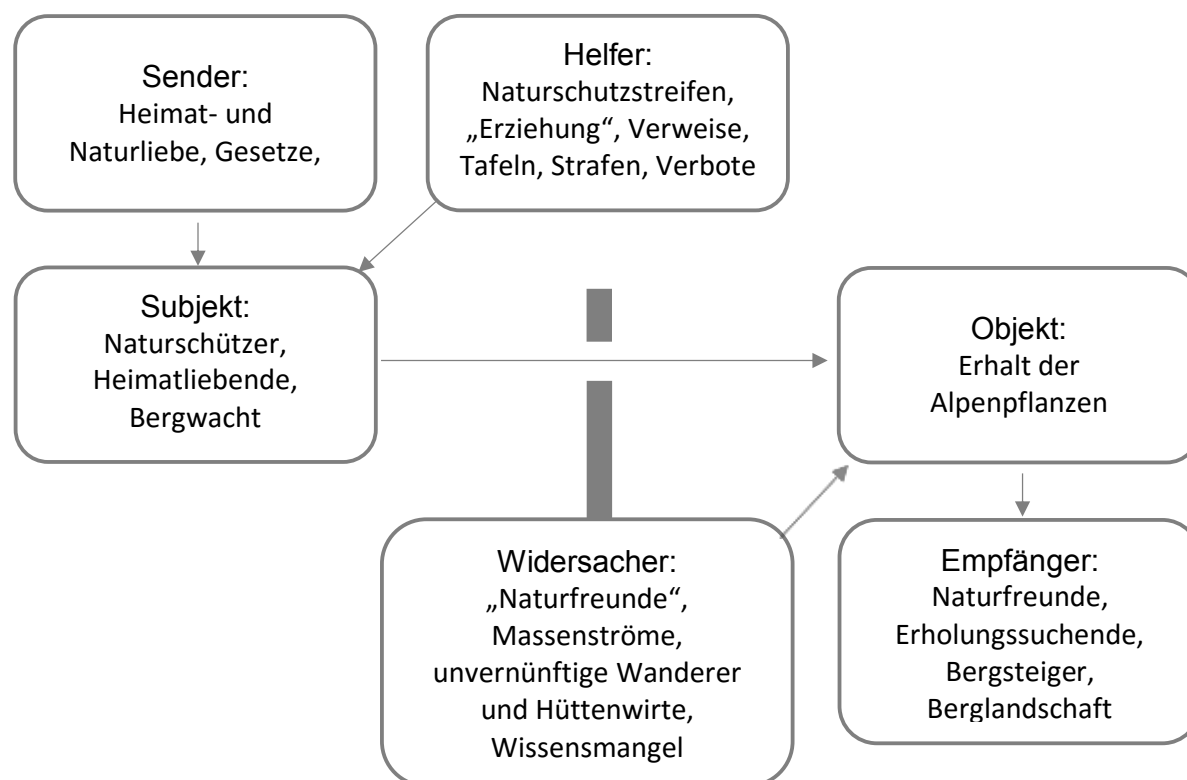 Sender:
Heimat- und
Naturliebe, Gesetze,
Helfer:
Naturschutzstreifen,
„Erziehung“, Verweise,
Tafeln, Strafen, Verbote
Subjekt:
Naturschützer,
Heimatliebende,
Bergwacht
Objekt:
Erhalt der
Alpenpflanzen
Widersacher:
„Naturfreunde“,
Massenströme,
unvernünftige Wanderer
und Hüttenwirte,
Wissensmangel
Empfänger:
Naturfreunde,
Erholungssuchende,
Bergsteiger,
Berglandschaft